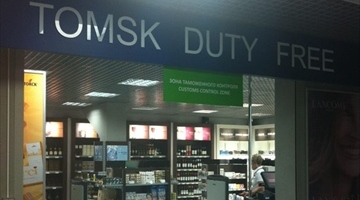 TOMSK DUTY FREE
ЗОНА ТАМОЖЕННОГО КОНТРОЛЯ
CUSTOMS CONTROL ZONE